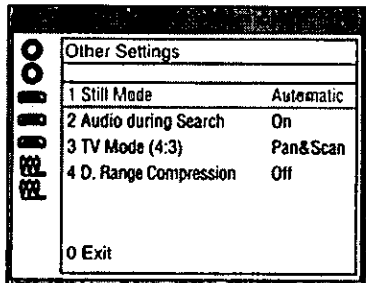 Other Settings
1 Still Mode Automatic
2 Audio during Search On
3 TV Mode (4:3) Pan&Scan
4 D. Range Compression Off
0 Exit